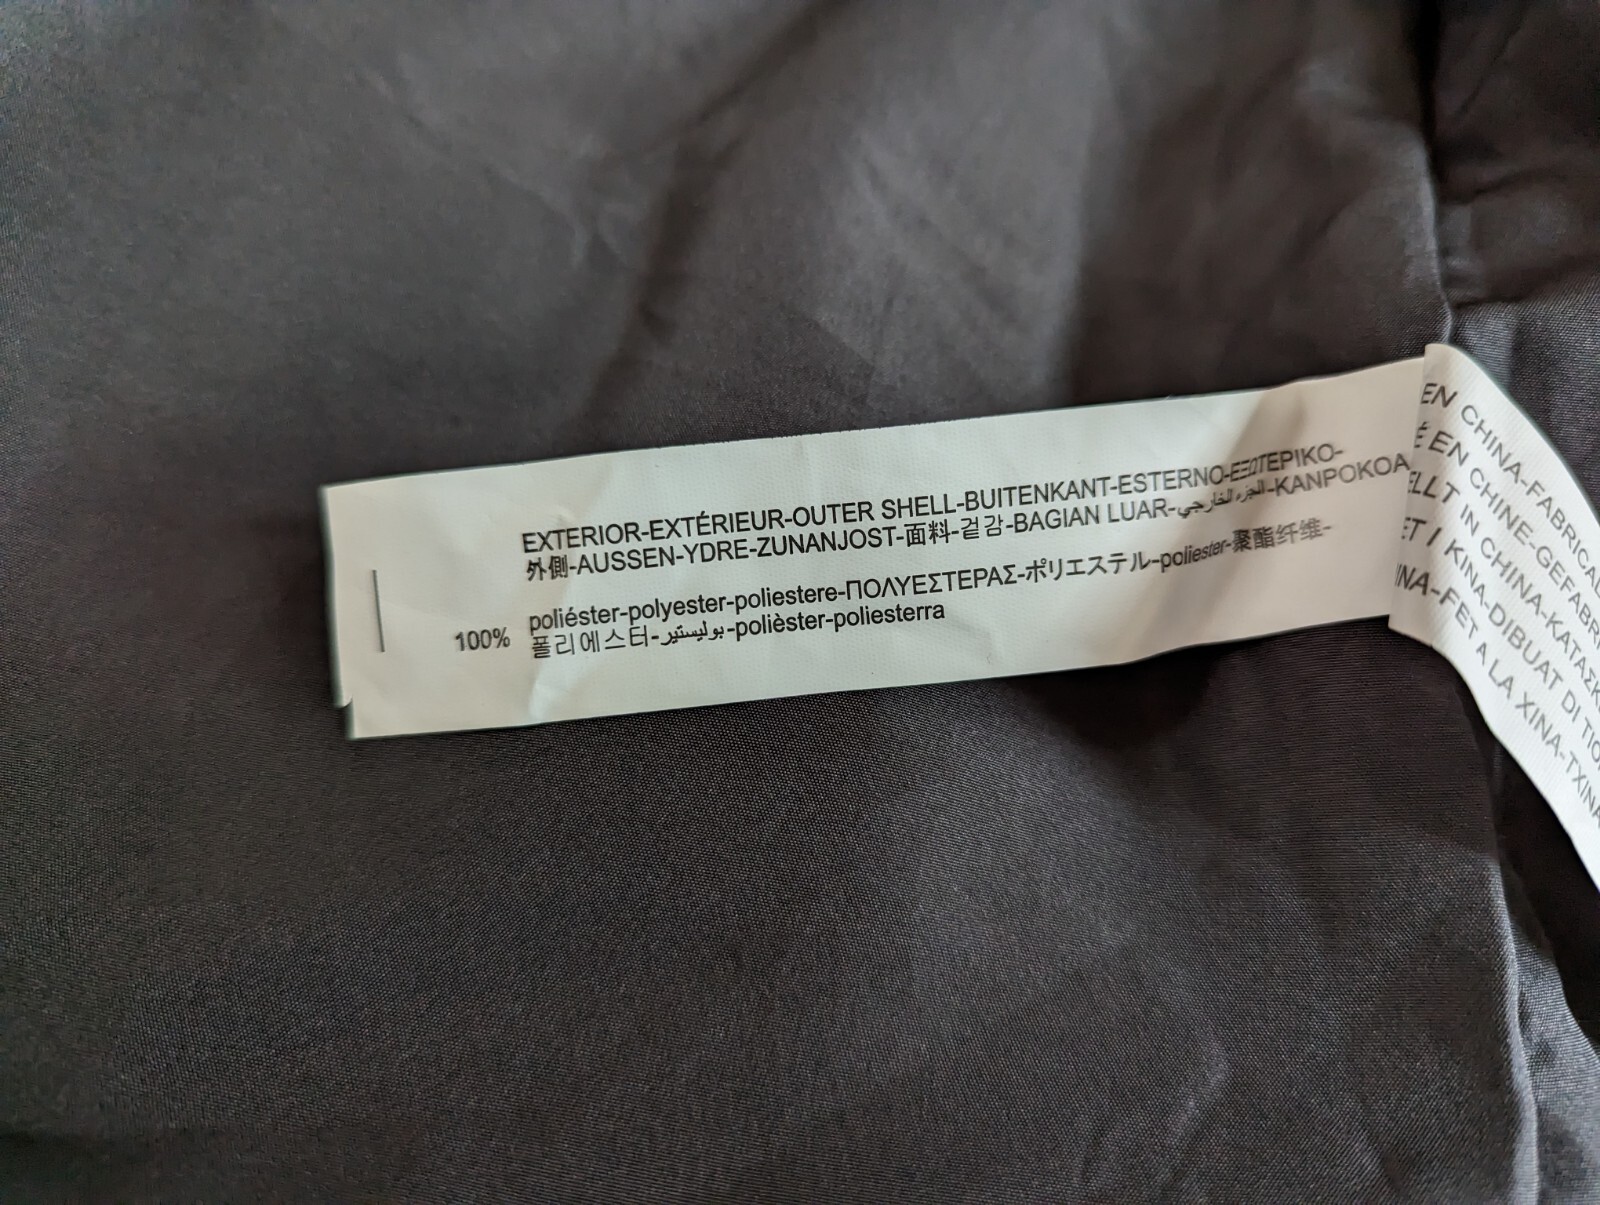 EXTERIOR-EXTÉRIEUR-OUTER SHELL-BUITENKANT-ESTERNO-ΕΞΩΤΕΡΙΚΟ-
外側-AUSSEN-YDRE-ZUNANJOST-面料-겉감-BAGIAN LUAR-الجزء الخارجي-KANPOKOA
100% poliéster-polyester-poliestere-ΠΟΛΥΕΣΤΕΡΑΣ-ポリエステル-poliester-聚酯纤维-
폴리에스터-بوليستير-polièster-poliesterra
EN CHINA-FABRICAD
É EN CHINE-GEFABRI
ELLT IN CHINA-ΚΑΤΑΣΚ
ET I KINA-DIBUAT DI TIO
INA-FET A LA XINA-TXINA